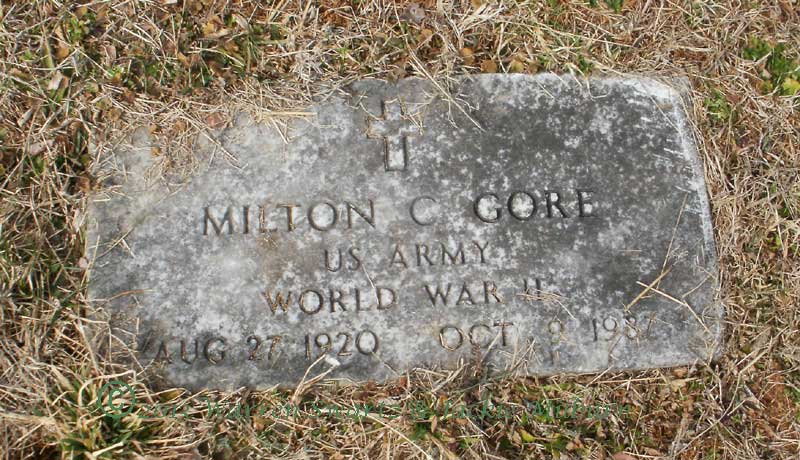 MILTON C GORE
US ARMY
WORLD WAR II
AUG 27 1920 OCT 9 1987
©